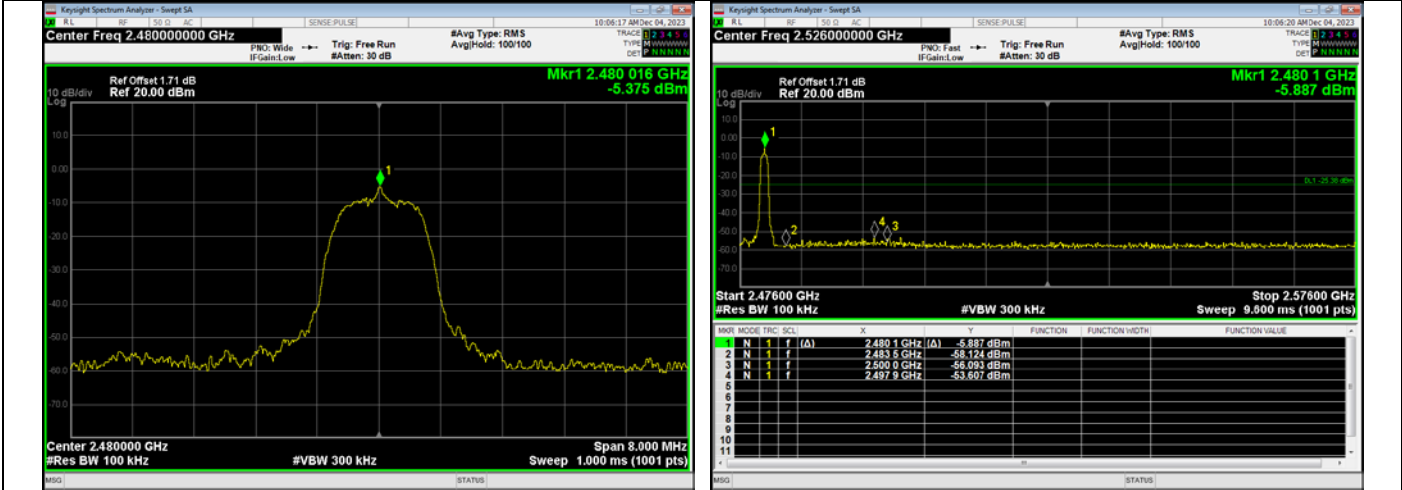 Keysight Spectrum Analyzer - Swept SA
RL RF 50 Ω AC SENSE:PULSE 10:06:17 AM Dec 04, 2023
Center Freq 2.480000000 GHz
PNO: Wide
IFGain:Low
Trig: Free Run
#Atten: 30 dB
#Avg Type: RMS
Avg|Hold: 100/100
TRACE 1 2 3 4 5 6
TYPE M W W W W W
DET P N N N N N
Ref Offset 1.71 dB
Ref 20.00 dBm
10 dB/div
Log
Mkr1 2.480 016 GHz
-5.375 dBm
10.0
0.00
-10.0
-20.0
-30.0
-40.0
-50.0
-60.0
-70.0
1
Center 2.480000 GHz
#Res BW 100 kHz
#VBW 300 kHz
Span 8.000 MHz
Sweep 1.000 ms (1001 pts)
MSG STATUS
Keysight Spectrum Analyzer - Swept SA
RL RF 50 Ω AC SENSE:PULSE 10:06:20 AM Dec 04, 2023
Center Freq 2.526000000 GHz
PNO: Fast
IFGain:Low
Trig: Free Run
#Atten: 30 dB
#Avg Type: RMS
Avg|Hold: 100/100
TRACE 1 2 3 4 5 6
TYPE M W W W W W
DET P N N N N N
Ref Offset 1.71 dB
Ref 20.00 dBm
10 dB/div
Log
Mkr1 2.480 1 GHz
-5.887 dBm
10.0
0.00
-10.0
-20.0
-30.0
-40.0
-50.0
-60.0
-70.0
1
2
4
3
Start 2.47600 GHz
#Res BW 100 kHz
#VBW 300 kHz
Stop 2.57600 GHz
Sweep 9.600 ms (1001 pts)
MKR MODE TRC SCL X Y FUNCTION FUNCTION WIDTH FUNCTION VALUE
1 N 1 f (Δ) 2.480 1 GHz (Δ) -5.887 dBm
2 N 1 f 2.483 5 GHz -58.124 dBm
3 N 1 f 2.500 0 GHz -56.093 dBm
4 N 1 f 2.497 9 GHz -53.607 dBm
5
6
7
8
9
10
11
MSG STATUS